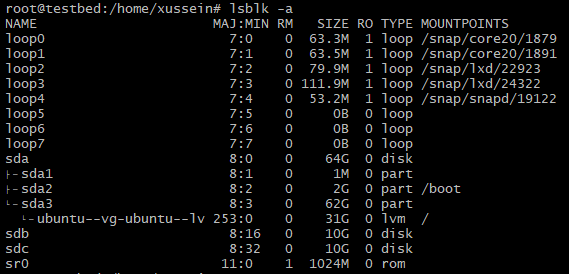 root@testbed:/home/xussein# lsblk -a
NAME                      MAJ:MIN RM   SIZE RO TYPE MOUNTPOINTS
loop0                       7:0    0  63.3M  1 loop /snap/core20/1879
loop1                       7:1    0  63.5M  1 loop /snap/core20/1891
loop2                       7:2    0  79.9M  1 loop /snap/lxd/22923
loop3                       7:3    0 111.9M  1 loop /snap/lxd/24322
loop4                       7:4    0  53.2M  1 loop /snap/snapd/19122
loop5                       7:5    0     0B  0 loop
loop6                       7:6    0     0B  0 loop
loop7                       7:7    0     0B  0 loop
sda                         8:0    0    64G  0 disk
├─sda1                      8:1    0     1M  0 part
├─sda2                      8:2    0     2G  0 part /boot
└─sda3                      8:3    0    62G  0 part
  └─ubuntu--vg-ubuntu--lv 253:0    0    31G  0 lvm  /
sdb                         8:16   0    10G  0 disk
sdc                         8:32   0    10G  0 disk
sr0                        11:0    1  1024M  0 rom